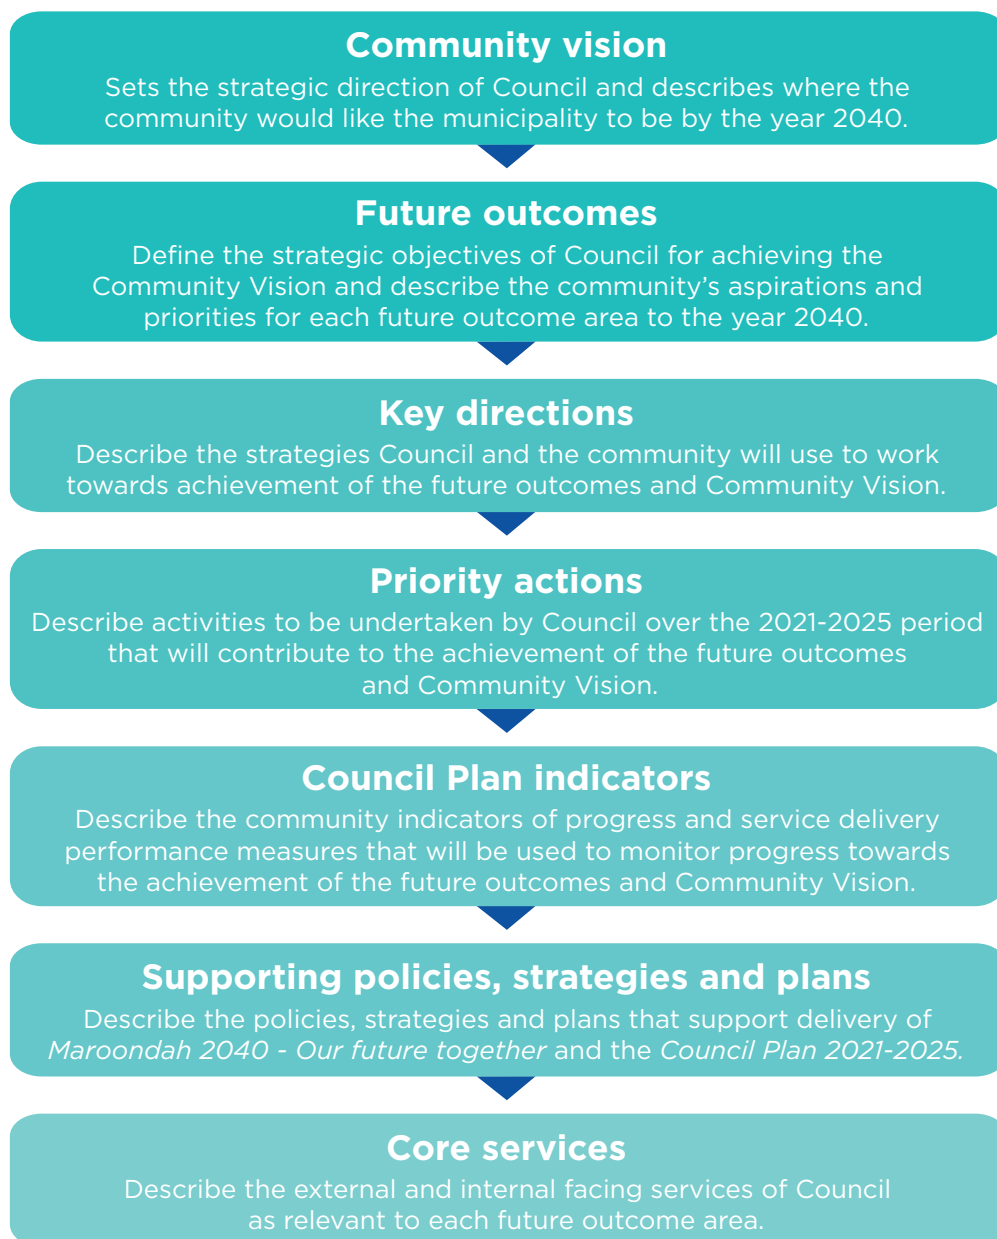 Community vision
Sets the strategic direction of Council and describes where the
community would like the municipality to be by the year 2040.
Future outcomes
Define the strategic objectives of Council for achieving the
Community Vision and describe the community’s aspirations and
priorities for each future outcome area to the year 2040.
Key directions
Describe the strategies Council and the community will use to work
towards achievement of the future outcomes and Community Vision.
Priority actions
Describe activities to be undertaken by Council over the 2021-2025 period
that will contribute to the achievement of the future outcomes
and Community Vision.
Council Plan indicators
Describe the community indicators of progress and service delivery
performance measures that will be used to monitor progress towards
the achievement of the future outcomes and Community Vision.
Supporting policies, strategies and plans
Describe the policies, strategies and plans that support delivery of
Maroondah 2040 - Our future together and the Council Plan 2021-2025.
Core services
Describe the external and internal facing services of Council
as relevant to each future outcome area.